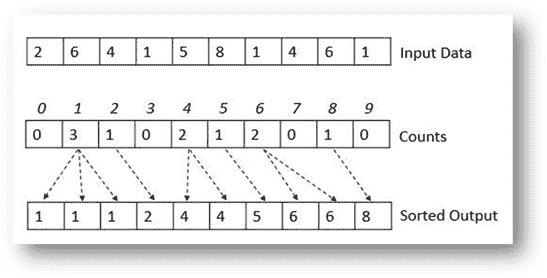 2 6 4 1 5 8 1 4 6 1 Input Data
0 1 2 3 4 5 6 7 8 9
0 3 1 0 2 1 2 0 1 0 Counts
1 1 1 2 4 4 5 6 6 8 Sorted Output